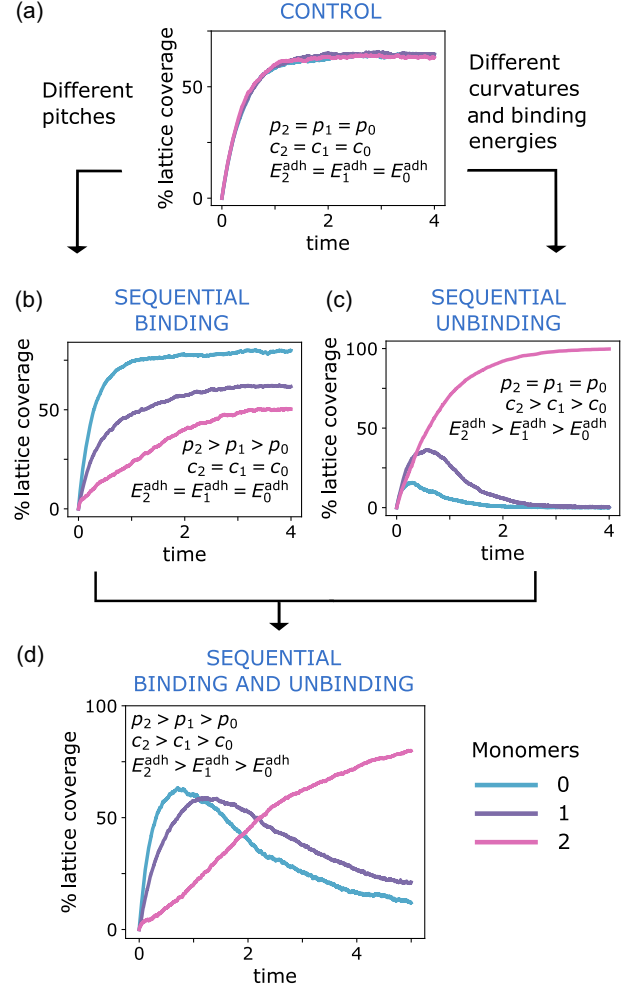 (a)
CONTROL
Different
pitches
Different
curvatures
and binding
energies
% lattice coverage
50
0
p₂ = p₁ = p₀
c₂ = c₁ = c₀
E₂ᵃᵈʰ = E₁ᵃᵈʰ = E₀ᵃᵈʰ
0 2 4
time
(b)
SEQUENTIAL
BINDING
% lattice coverage
50
0
p₂ > p₁ > p₀
c₂ = c₁ = c₀
E₂ᵃᵈʰ = E₁ᵃᵈʰ = E₀ᵃᵈʰ
0 2 4
time
(c)
SEQUENTIAL
UNBINDING
% lattice coverage
100
50
0
p₂ = p₁ = p₀
c₂ > c₁ > c₀
E₂ᵃᵈʰ > E₁ᵃᵈʰ > E₀ᵃᵈʰ
0 2 4
time
(d)
SEQUENTIAL
BINDING AND UNBINDING
% lattice coverage
100
50
0
p₂ > p₁ > p₀
c₂ > c₁ > c₀
E₂ᵃᵈʰ > E₁ᵃᵈʰ > E₀ᵃᵈʰ
0 2 4
time
Monomers
0
1
2